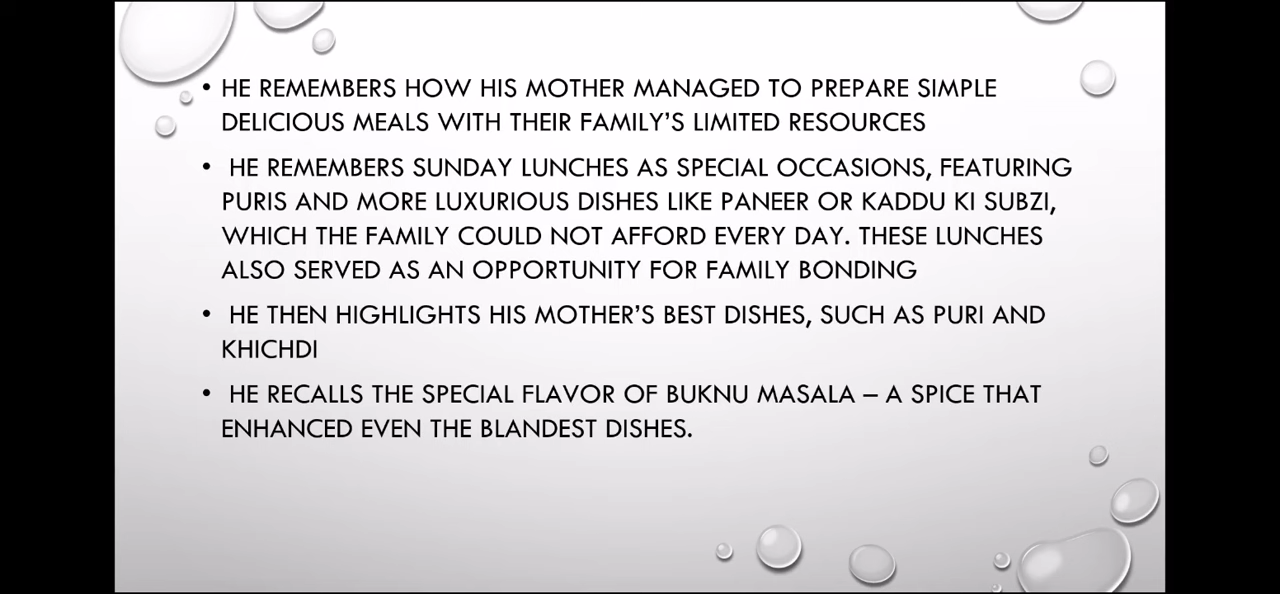 • HE REMEMBERS HOW HIS MOTHER MANAGED TO PREPARE SIMPLE
DELICIOUS MEALS WITH THEIR FAMILY'S LIMITED RESOURCES
• HE REMEMBERS SUNDAY LUNCHES AS SPECIAL OCCASIONS, FEATURING
PURIS AND MORE LUXURIOUS DISHES LIKE PANEER OR KADDU KI SUBZI,
WHICH THE FAMILY COULD NOT AFFORD EVERY DAY. THESE LUNCHES
ALSO SERVED AS AN OPPORTUNITY FOR FAMILY BONDING
• HE THEN HIGHLIGHTS HIS MOTHER'S BEST DISHES, SUCH AS PURI AND
KHICHDI
• HE RECALLS THE SPECIAL FLAVOR OF BUKNU MASALA – A SPICE THAT
ENHANCED EVEN THE BLANDEST DISHES.